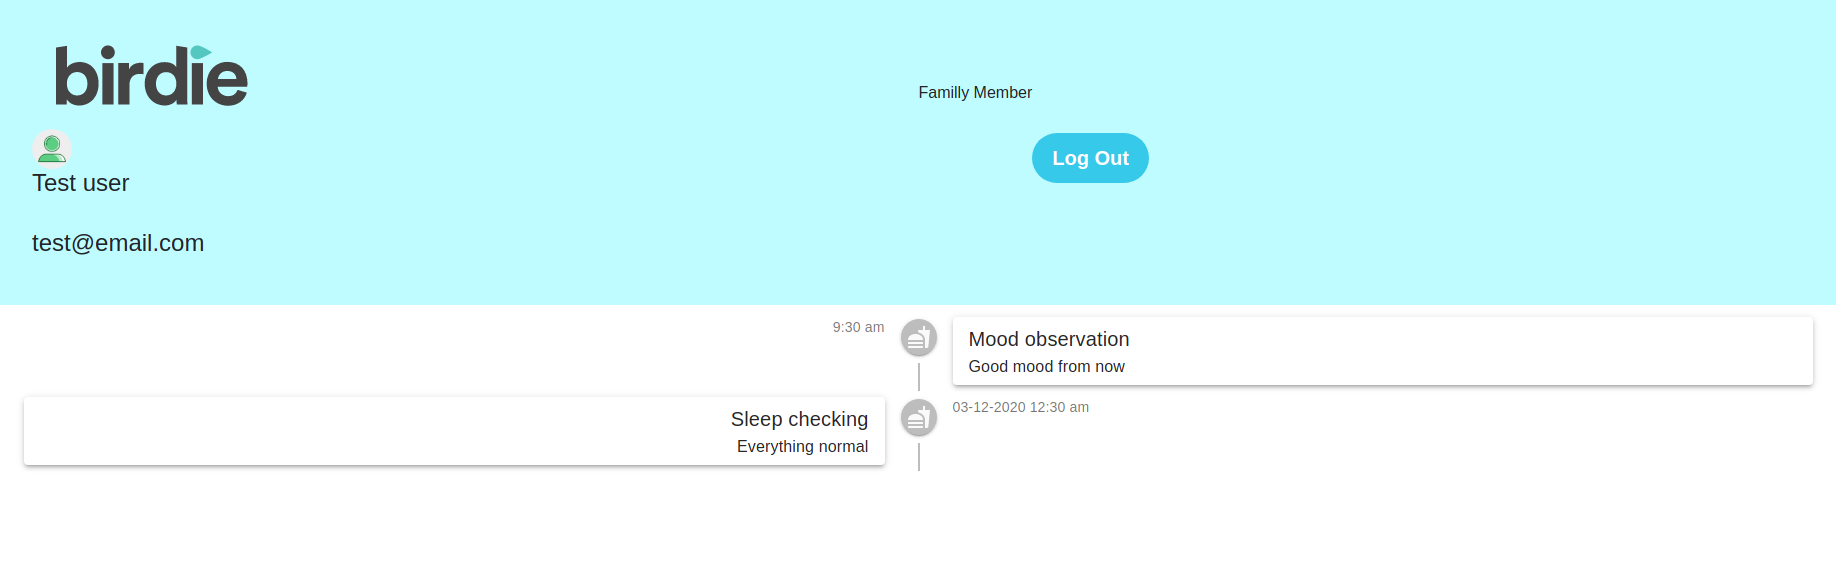 birdie
Familly Member
Log Out
Test user
test@email.com
9:30 am
Mood observation
Good mood from now
Sleep checking
Everything normal
03-12-2020 12:30 am